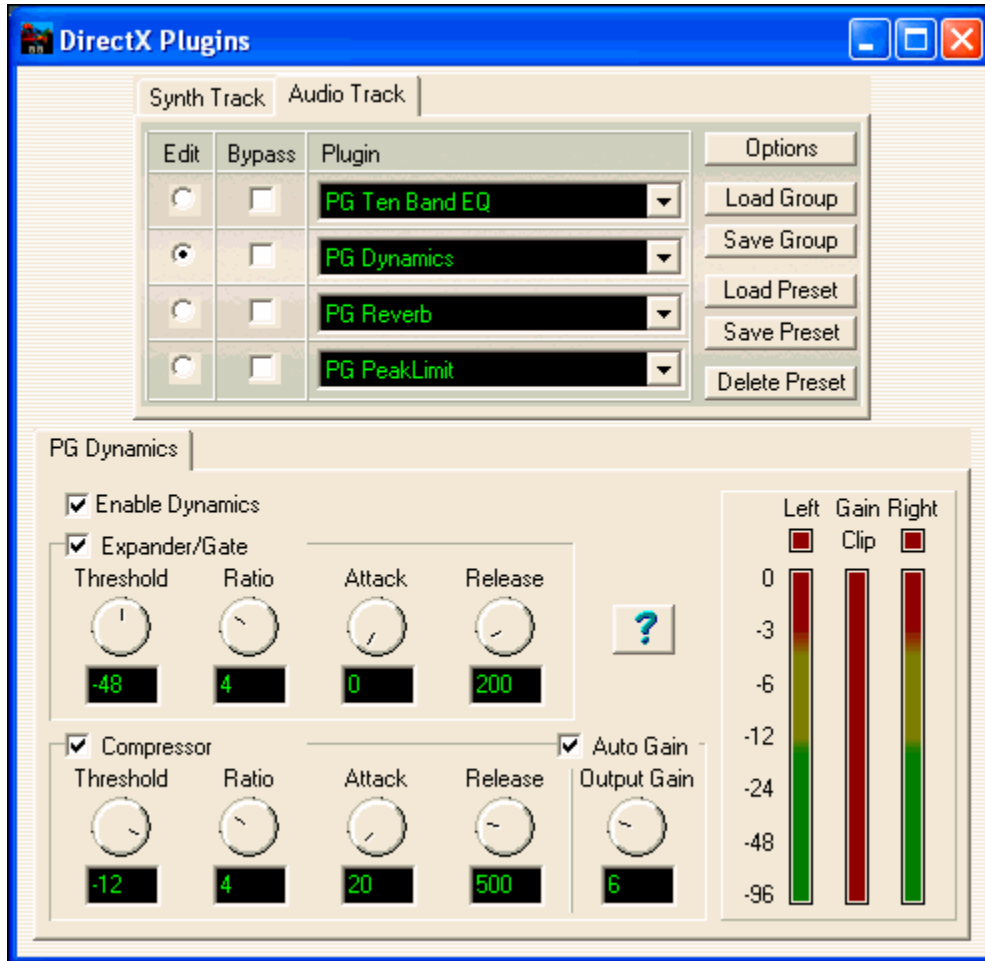 DirectX Plugins
Synth Track Audio Track
Edit Bypass Plugin Options
PG Ten Band EQ Load Group
Save Group
PG Dynamics
Load Preset
PG Reverb
Save Preset
PG PeakLimit
Delete Preset
PG Dynamics
Enable Dynamics
Left Gain Right
Clip
Expander/Gate
Threshold Ratio Attack Release
-48 4 0 200
?
Compressor Auto Gain
Threshold Ratio Attack Release Output Gain
-12 4 20 500 6
0
-3
-6
-12
-24
-48
-96